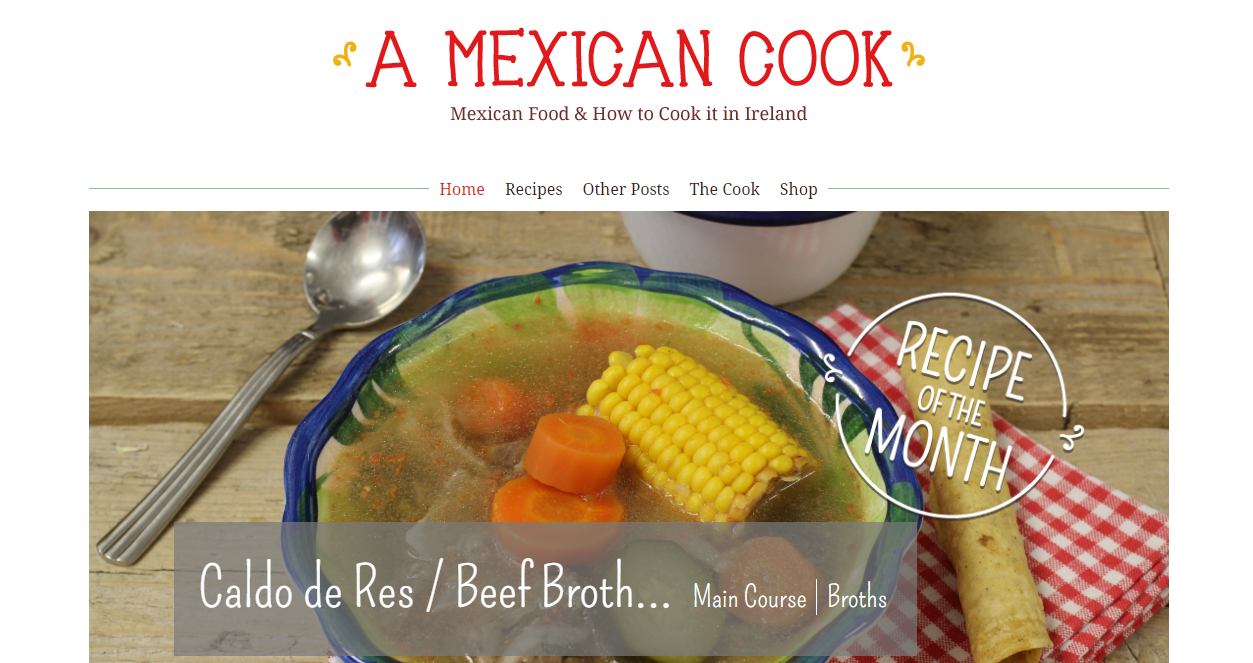 A MEXICAN COOK
Mexican Food & How to Cook it in Ireland
Home Recipes Other Posts The Cook Shop
RECIPE
OF THE
MONTH
Caldo de Res / Beef Broth... Main Course | Broths